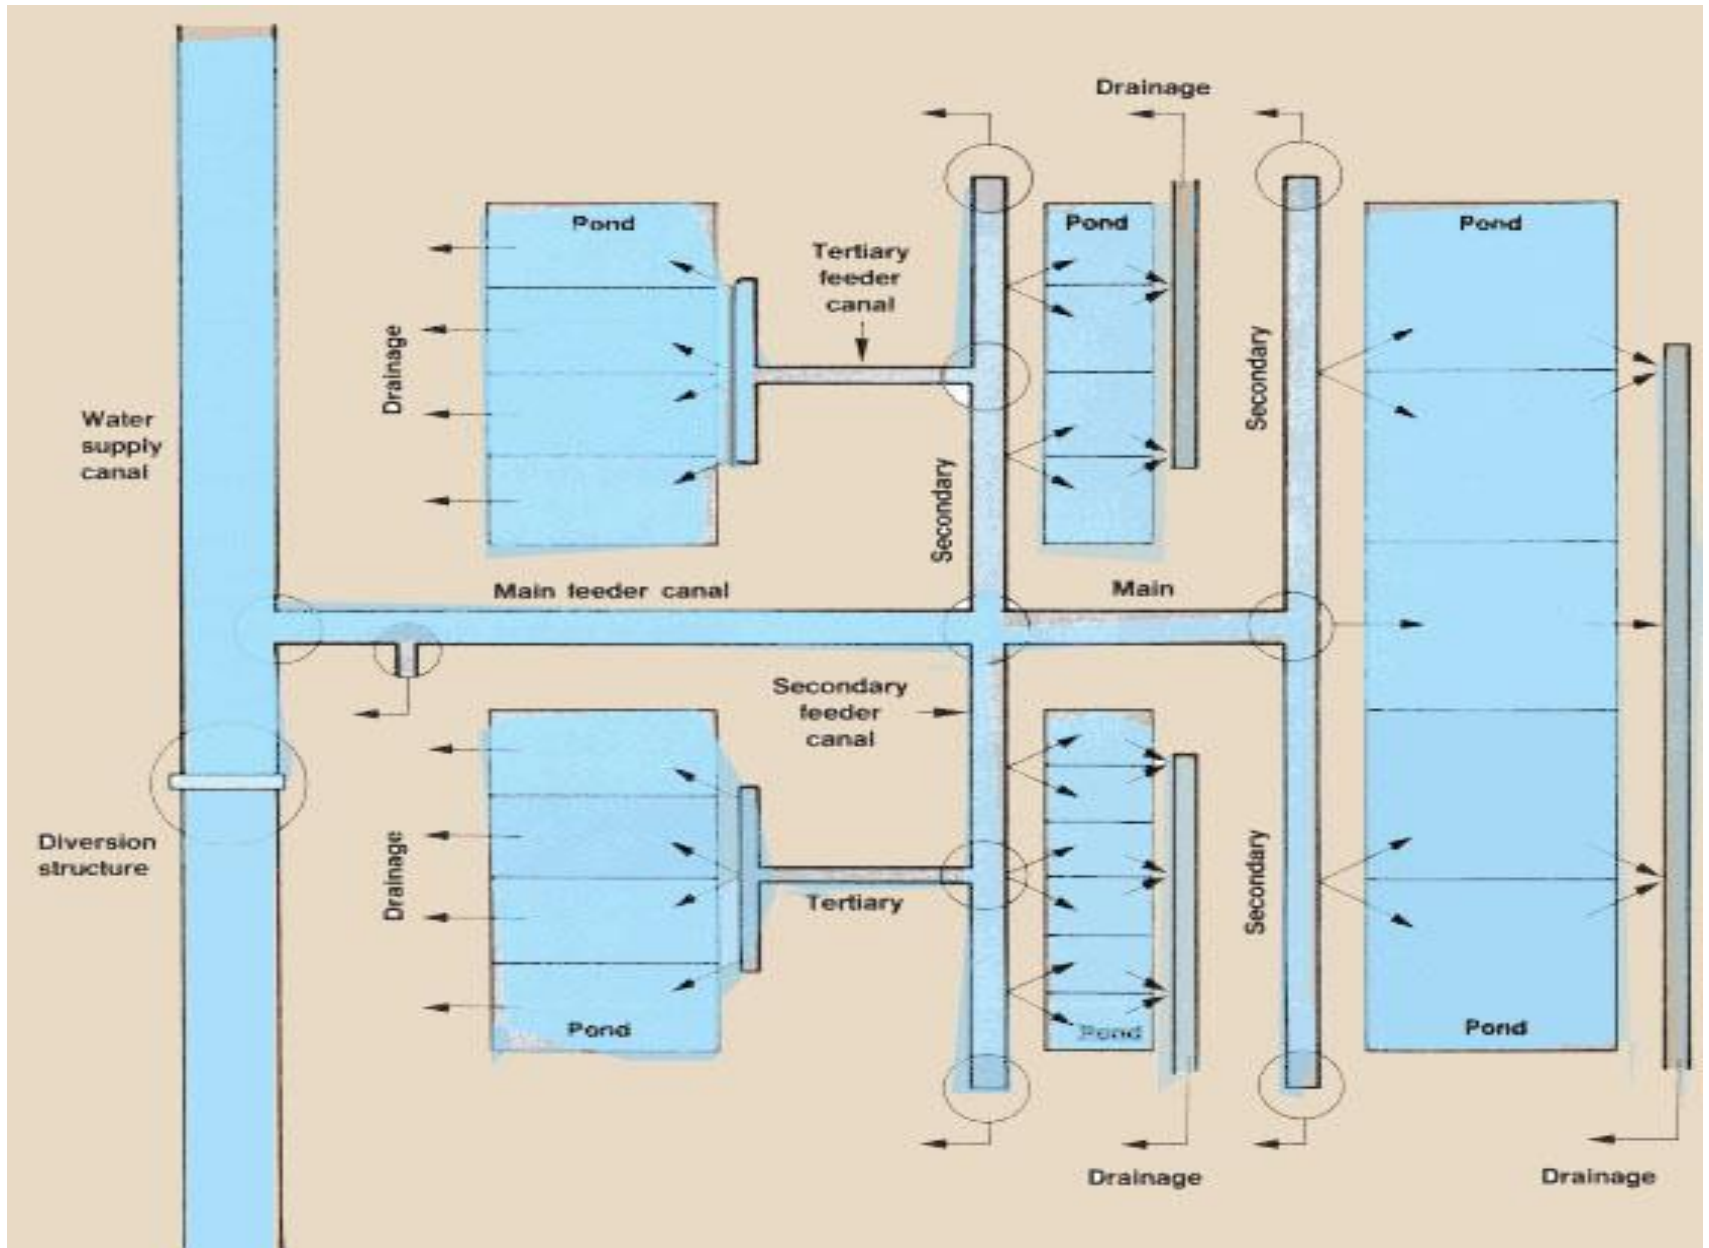 Drainage
Pond
Pond
Pond
Tertiary
feeder
canal
Drainage
Secondary
Secondary
Water
supply
canal
Main feeder canal
Main
Secondary
feeder
canal
Diversion
structure
Drainage
Tertiary
Secondary
Pond
Pond
Pond
Drainage
Drainage